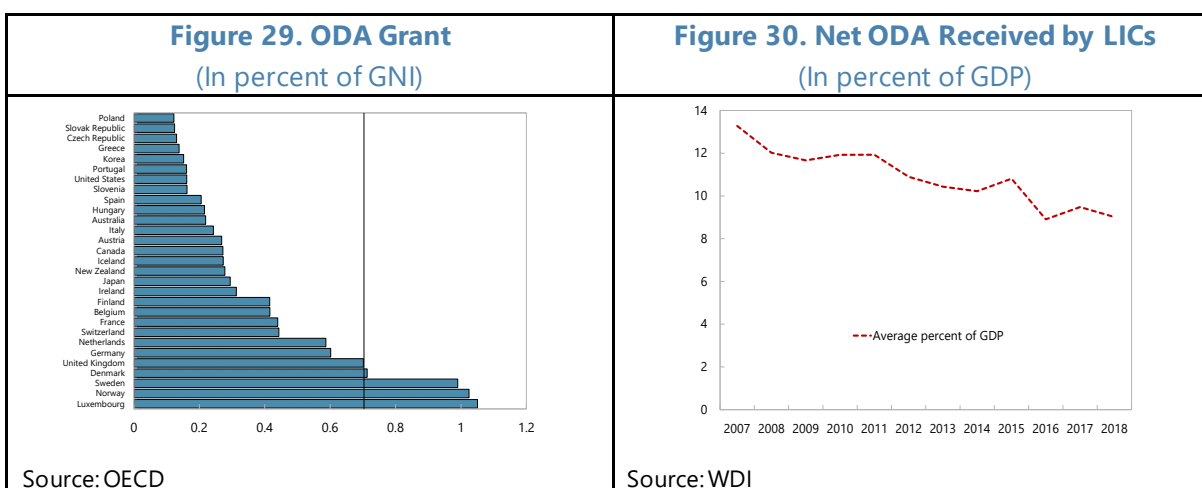 Figure 29. ODA Grant
(In percent of GNI)
Poland
Slovak Republic
Czech Republic
Greece
Korea
Portugal
United States
Slovenia
Spain
Hungary
Australia
Italy
Austria
Canada
Iceland
New Zealand
Japan
Ireland
Finland
Belgium
France
Switzerland
Netherlands
Germany
United Kingdom
Denmark
Sweden
Norway
Luxembourg
0 0.2 0.4 0.6 0.8 1 1.2
Source: OECD
Figure 30. Net ODA Received by LICs
(In percent of GDP)
14
12
10
8
6
4
2
0
Average percent of GDP
2007 2008 2009 2010 2011 2012 2013 2014 2015 2016 2017 2018
Source: WDI